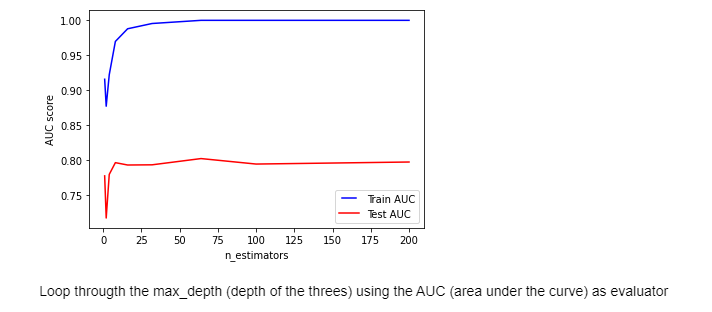 1.00
0.95
0.90
0.85
0.80
0.75
AUC score
Train AUC
Test AUC
0 25 50 75 100 125 150 175 200
n_estimators
Loop througth the max_depth (depth of the threes) using the AUC (area under the curve) as evaluator